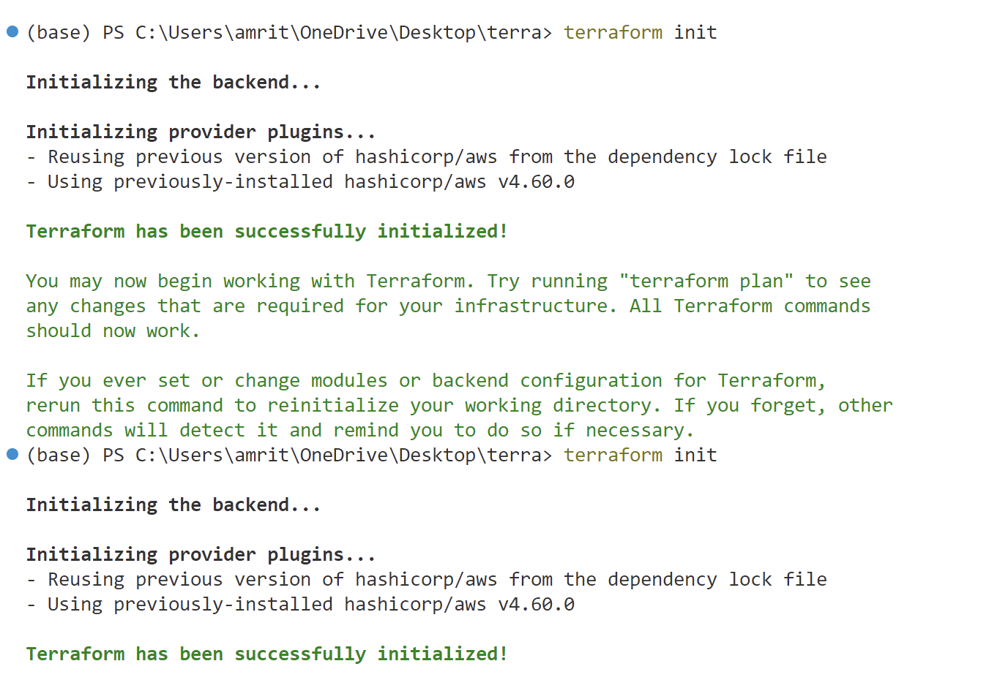 (base) PS C:\Users\amrit\OneDrive\Desktop\terra> terraform init
Initializing the backend...
Initializing provider plugins...
- Reusing previous version of hashicorp/aws from the dependency lock file
- Using previously-installed hashicorp/aws v4.60.0
Terraform has been successfully initialized!
You may now begin working with Terraform. Try running "terraform plan" to see
any changes that are required for your infrastructure. All Terraform commands
should now work.
If you ever set or change modules or backend configuration for Terraform,
rerun this command to reinitialize your working directory. If you forget, other
commands will detect it and remind you to do so if necessary.
(base) PS C:\Users\amrit\OneDrive\Desktop\terra> terraform init
Initializing the backend...
Initializing provider plugins...
- Reusing previous version of hashicorp/aws from the dependency lock file
- Using previously-installed hashicorp/aws v4.60.0
Terraform has been successfully initialized!